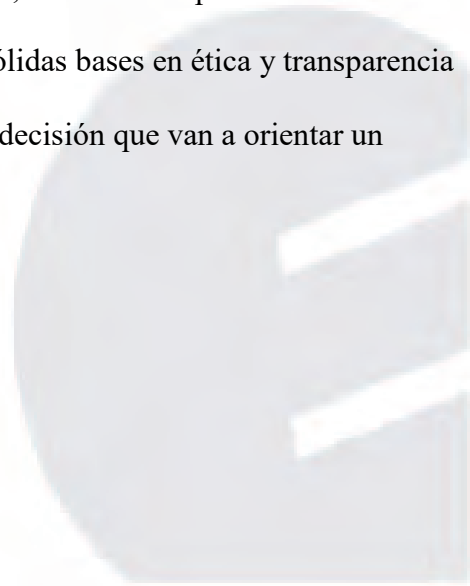 ólidas bases en ética y transparencia
decisión que van a orientar un